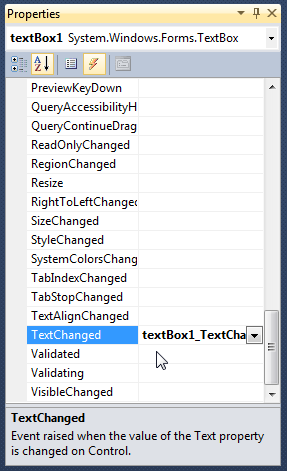 Properties
textBox1 System.Windows.Forms.TextBox
PreviewKeyDown
QueryAccessibilityH
QueryContinueDrag
ReadOnlyChanged
RegionChanged
Resize
RightToLeftChanged
SizeChanged
StyleChanged
SystemColorsChang
TabIndexChanged
TabStopChanged
TextAlignChanged
TextChanged textBox1_TextCha
Validated
Validating
VisibleChanged
TextChanged
Event raised when the value of the Text property
is changed on Control.